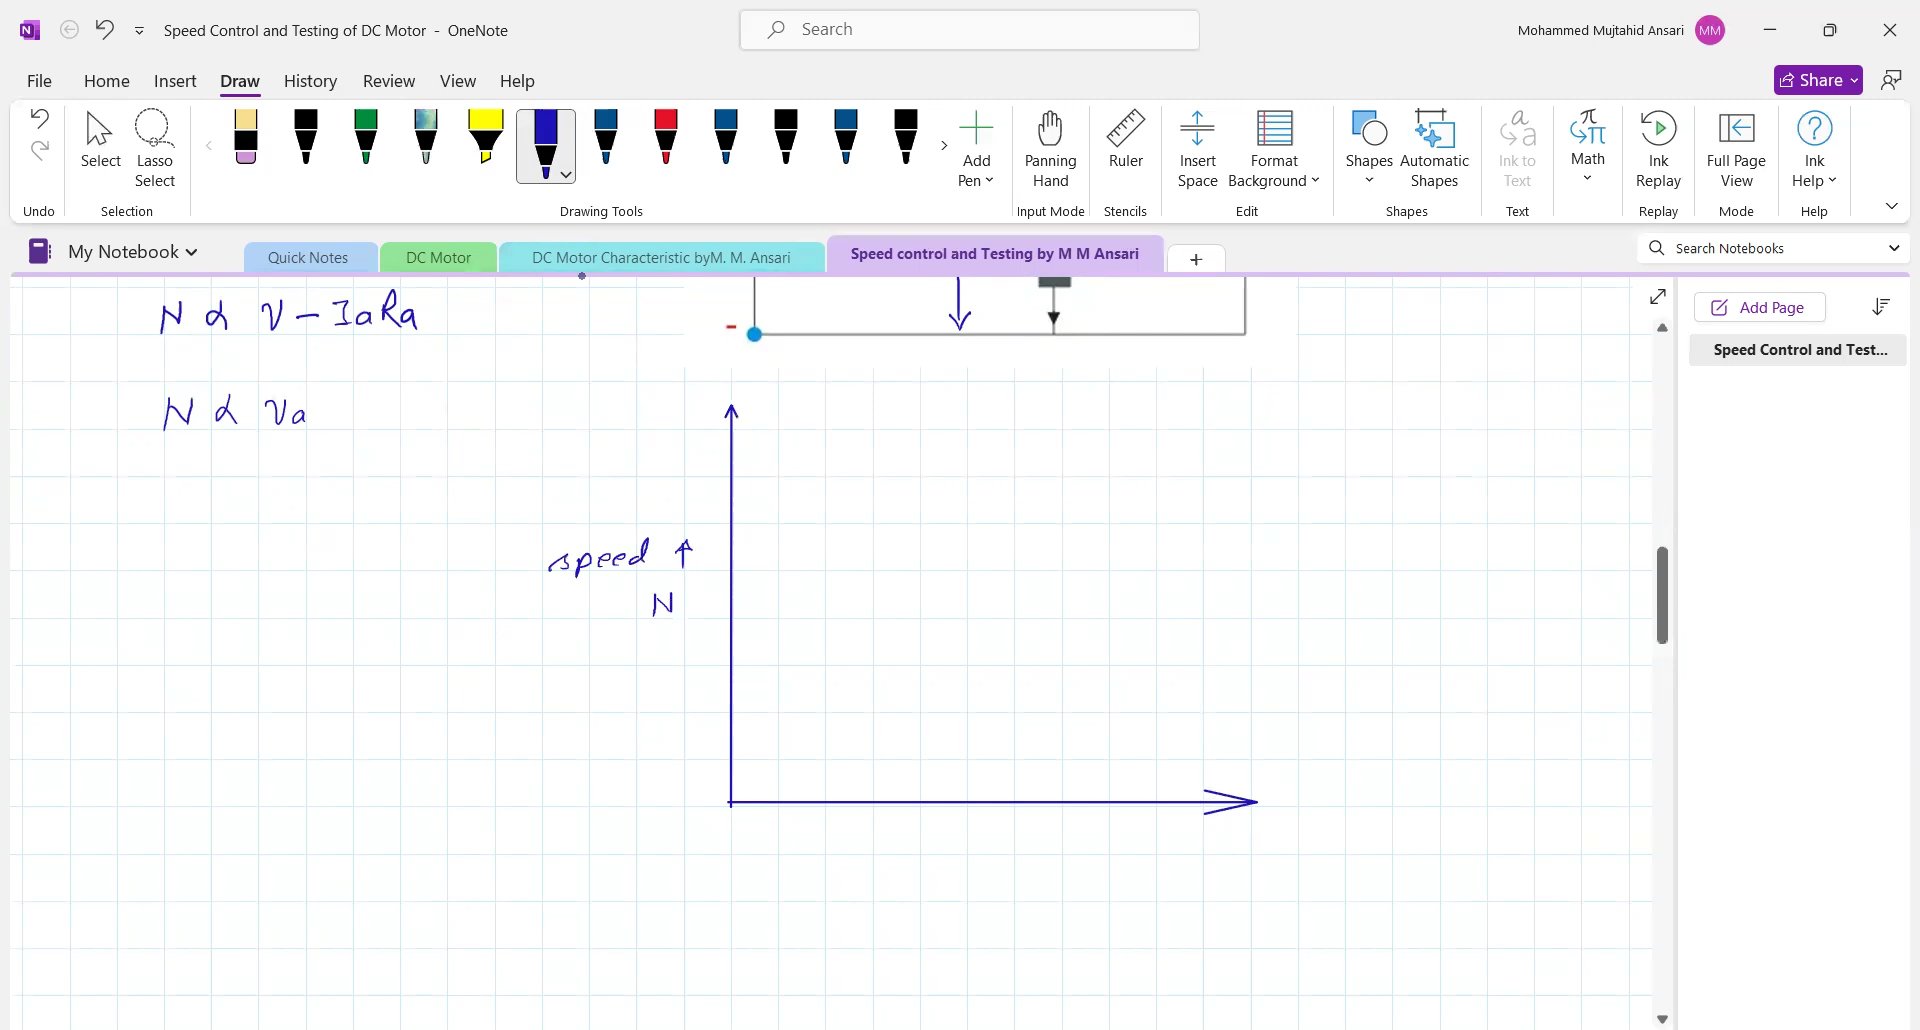 Speed Control and Testing of DC Motor - OneNote
Search
Mohammed Mujtahid Ansari
MM
File Home Insert Draw History Review View Help
Share
Select
Lasso Select
Add Pen
Panning Hand
Ruler
Insert Space
Format Background
Shapes
Automatic Shapes
Ink to Text
Math
Ink Replay
Full Page View
Ink Help
Undo
Selection
Drawing Tools
Input Mode
Stencils
Edit
Shapes
Text
Replay
Mode
Help
My Notebook
Quick Notes
DC Motor
DC Motor Characteristic byM. M. Ansari
Speed control and Testing by M M Ansari
+
Search Notebooks
Add Page
Speed Control and Test...
N α V - IaRa
-
N α Va
speed ↑
N